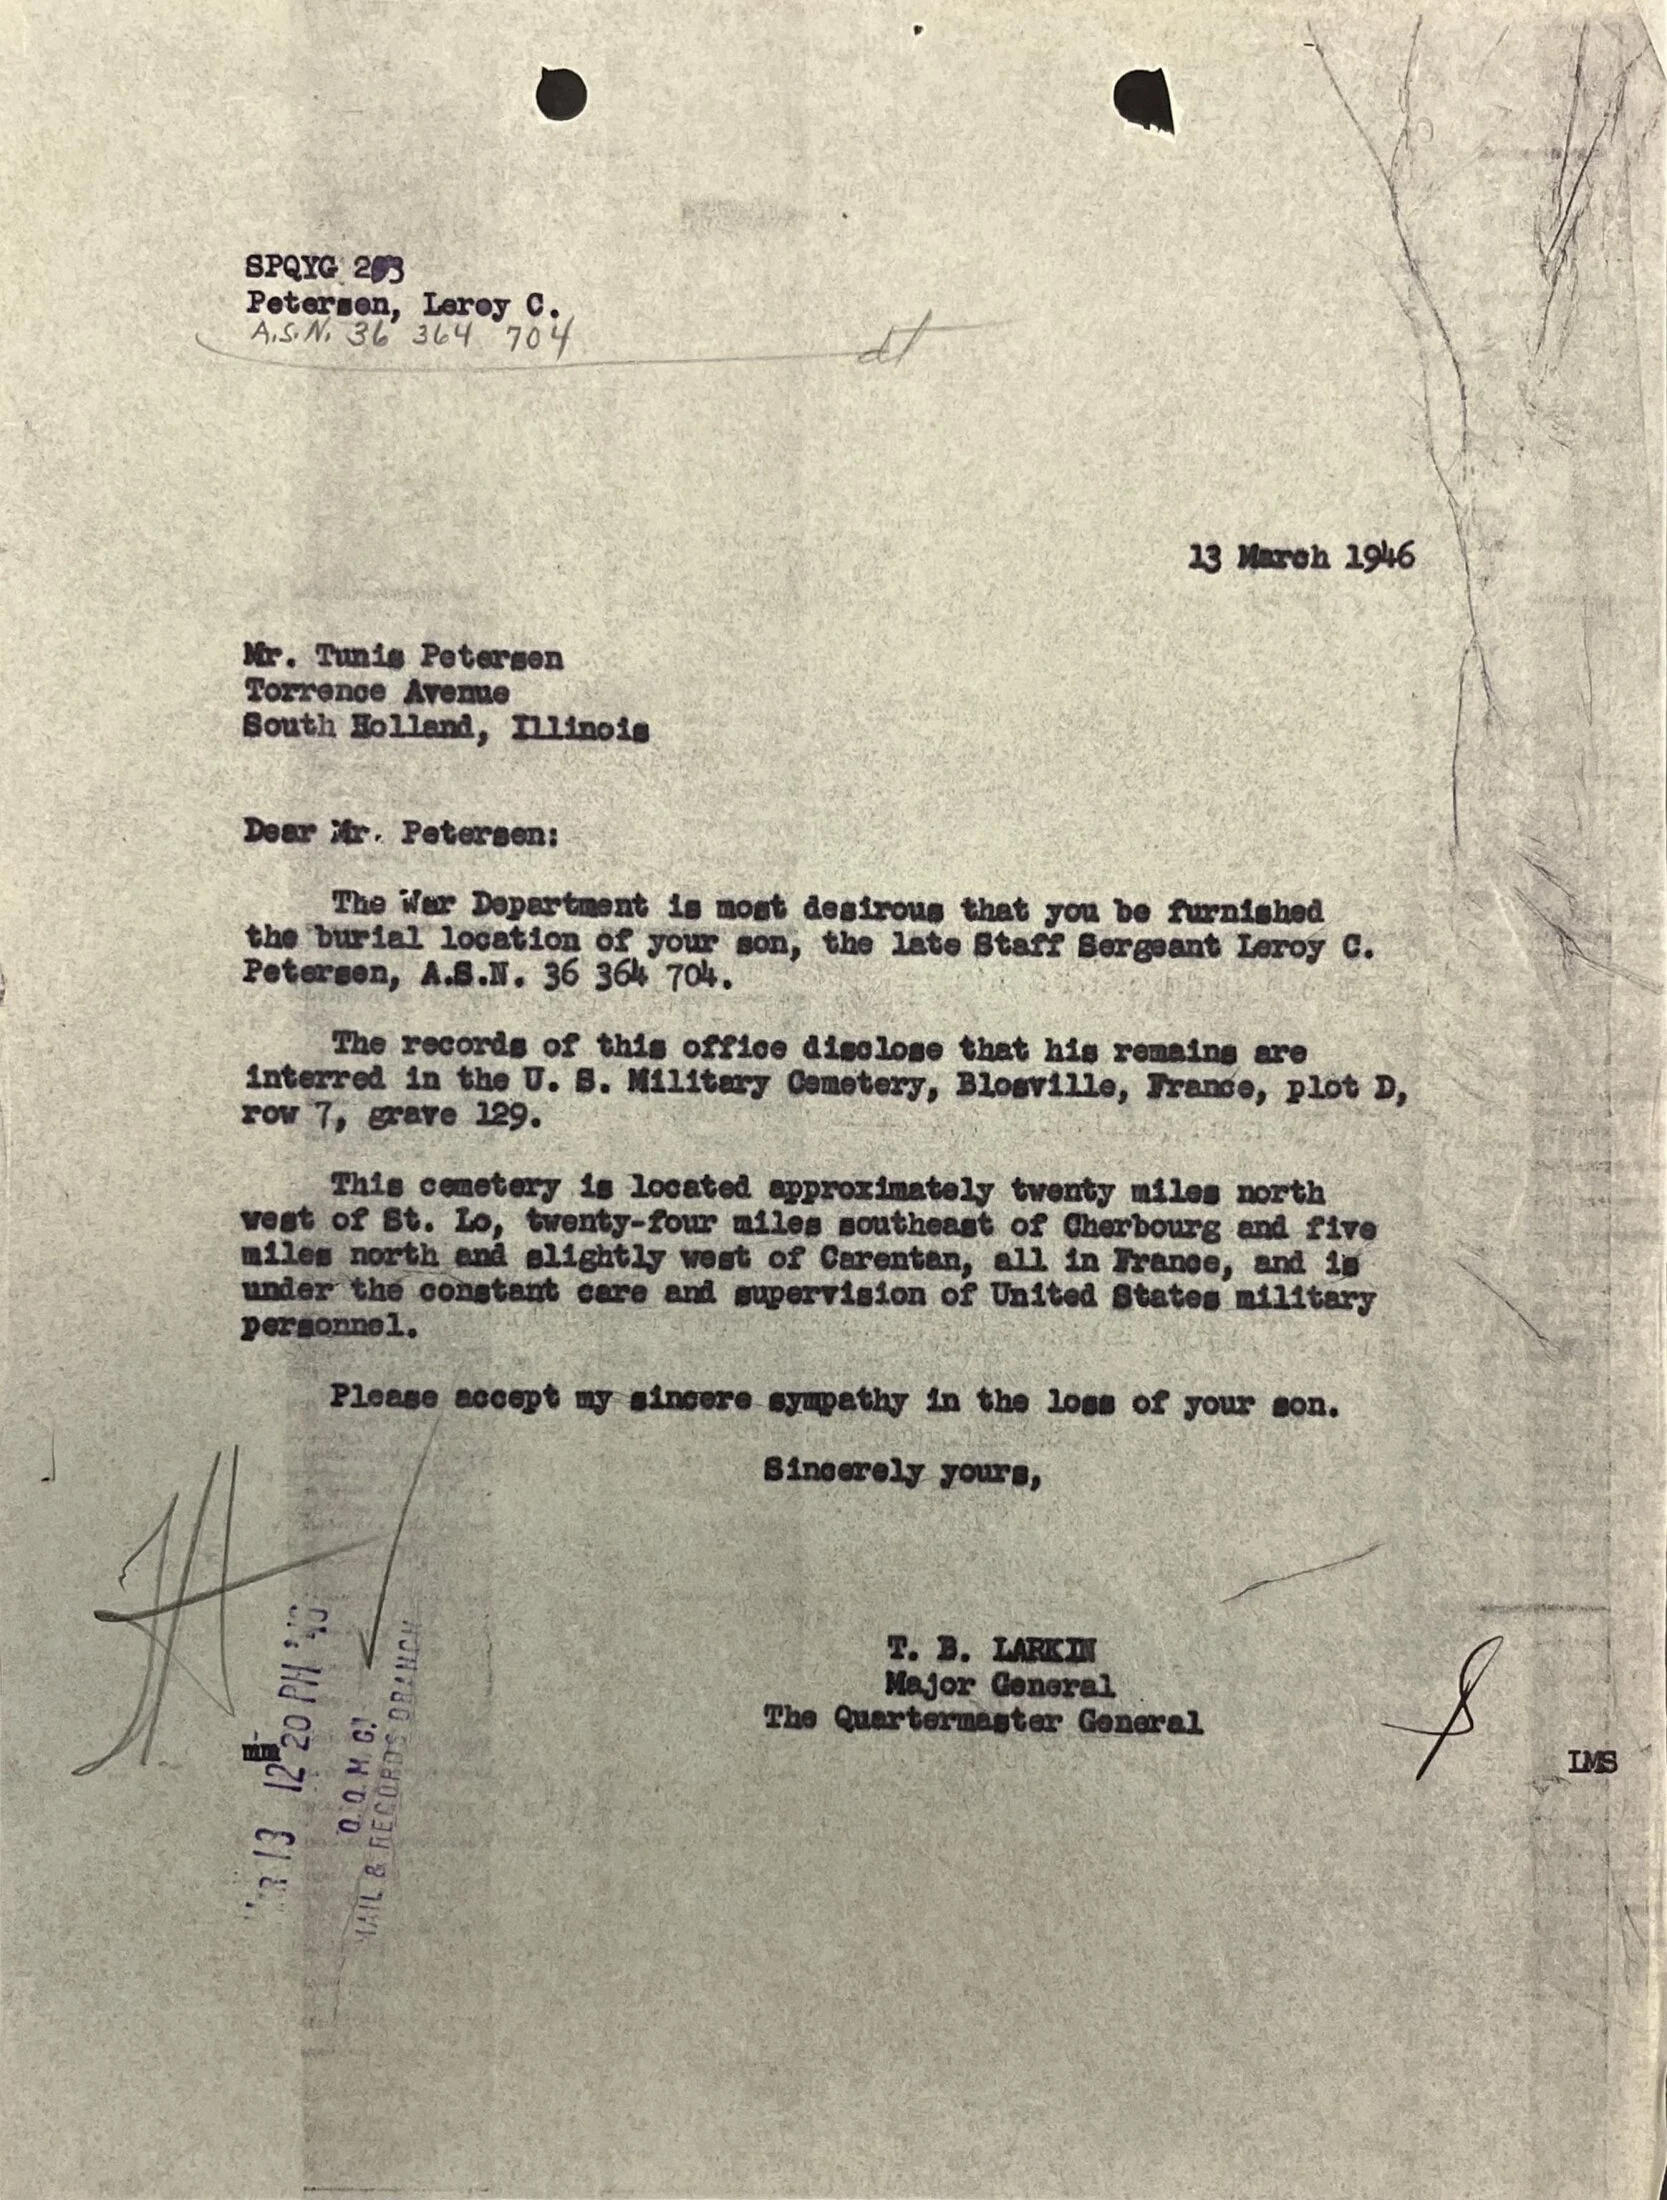 SPQYG 293
Petersen, Leroy C.
A.S.N. 36 364 704
dt
13 March 1946
Mr. Tunis Petersen
Torrence Avenue
South Holland, Illinois
Dear Mr. Petersen:
The War Department is most desirous that you be furnished
the burial location of your son, the late Staff Sergeant Leroy C.
Petersen, A.S.N. 36 364 704.
The records of this office disclose that his remains are
interred in the U. S. Military Cemetery, Blosville, France, plot D,
row 7, grave 129.
This cemetery is located approximately twenty miles north
west of St. Lo, twenty-four miles southeast of Cherbourg and five
miles north and slightly west of Carentan, all in France, and is
under the constant care and supervision of United States military
personnel.
Please accept my sincere sympathy in the loss of your son.
Sincerely yours,
T. B. LARKIN
Major General
The Quartermaster General
IMS
mm
13 12 20 PM
O.Q.M.G.
MAIL & RECORDS BRANCH